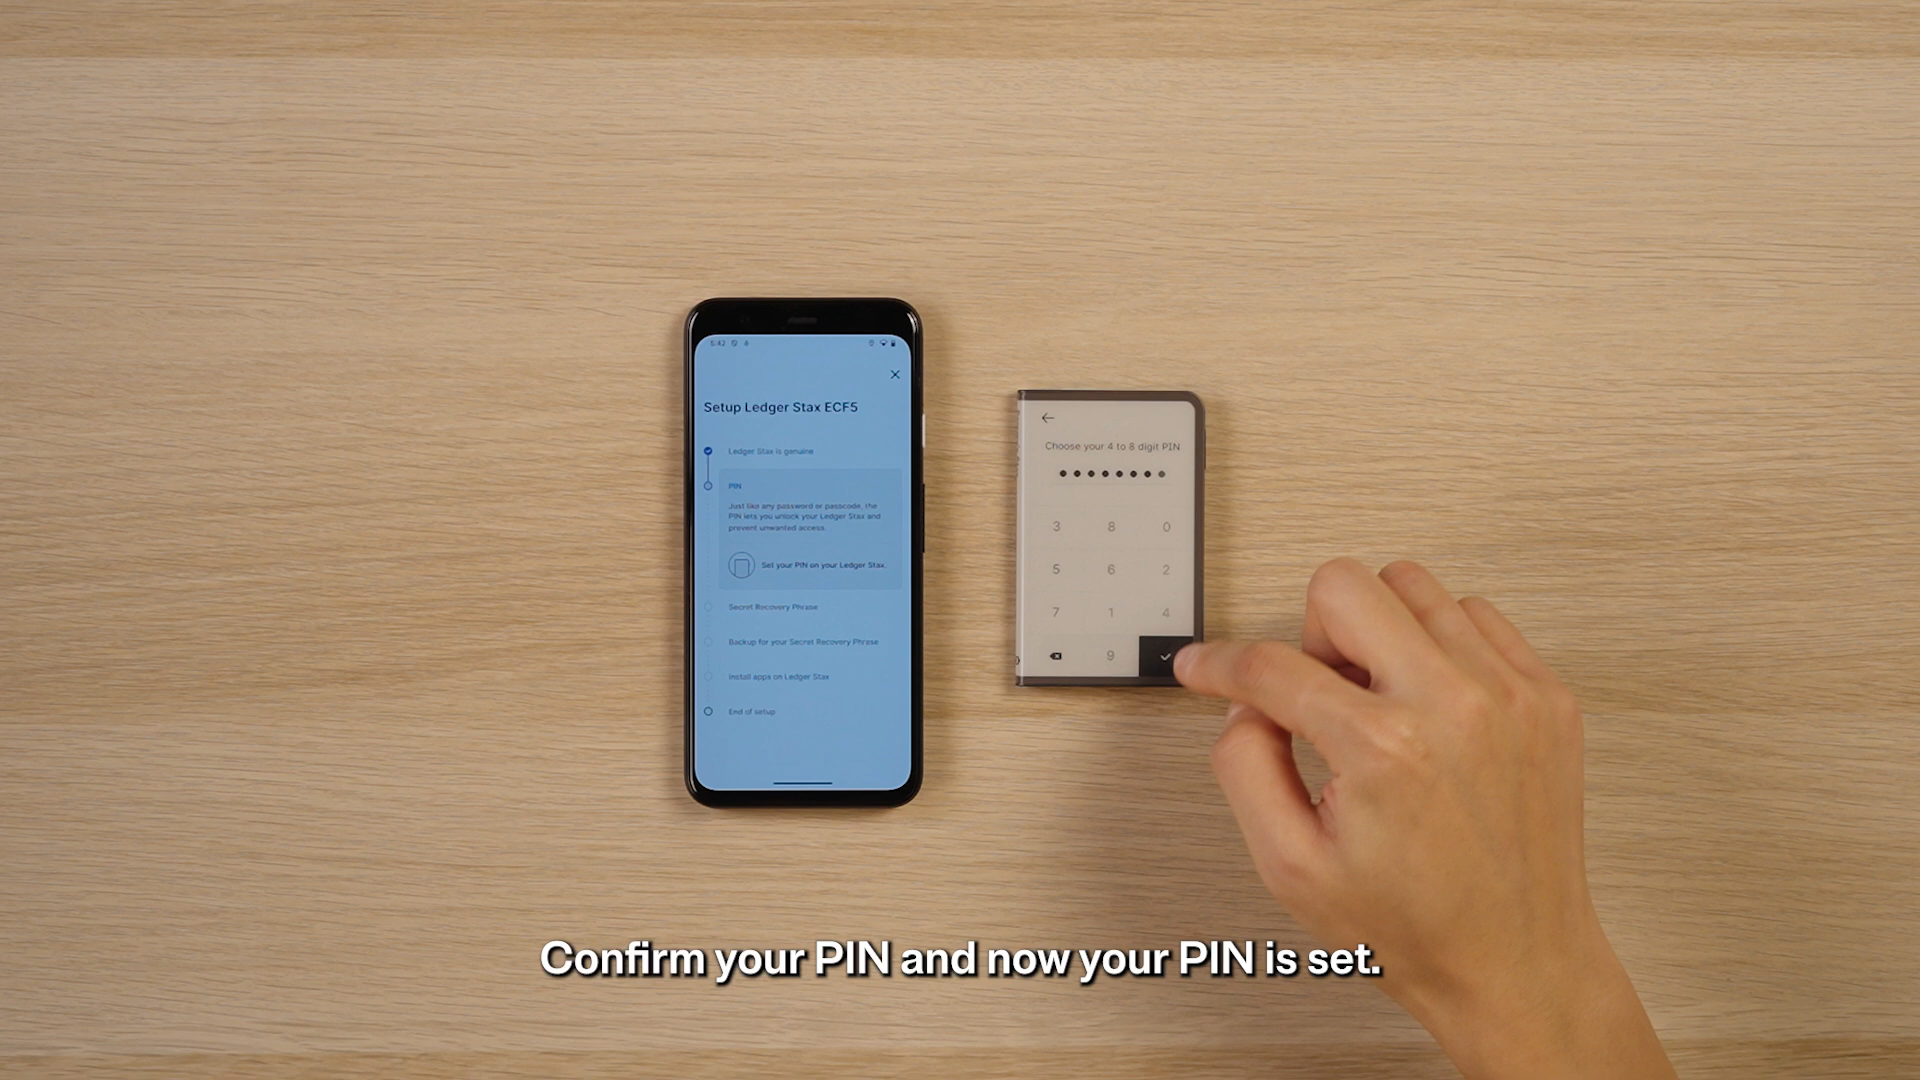 5:42
Setup Ledger Stax ECF5
Ledger Stax is genuine
PIN
Just like any password or passcode, the
PIN lets you unlock your Ledger Stax and
prevent unwanted access.
Set your PIN on your Ledger Stax.
Secret Recovery Phrase
Backup for your Secret Recovery Phrase
Install apps on Ledger Stax
End of setup
Choose your 4 to 8 digit PIN
3 8 0
5 6 2
7 1 4
9
Confirm your PIN and now your PIN is set.